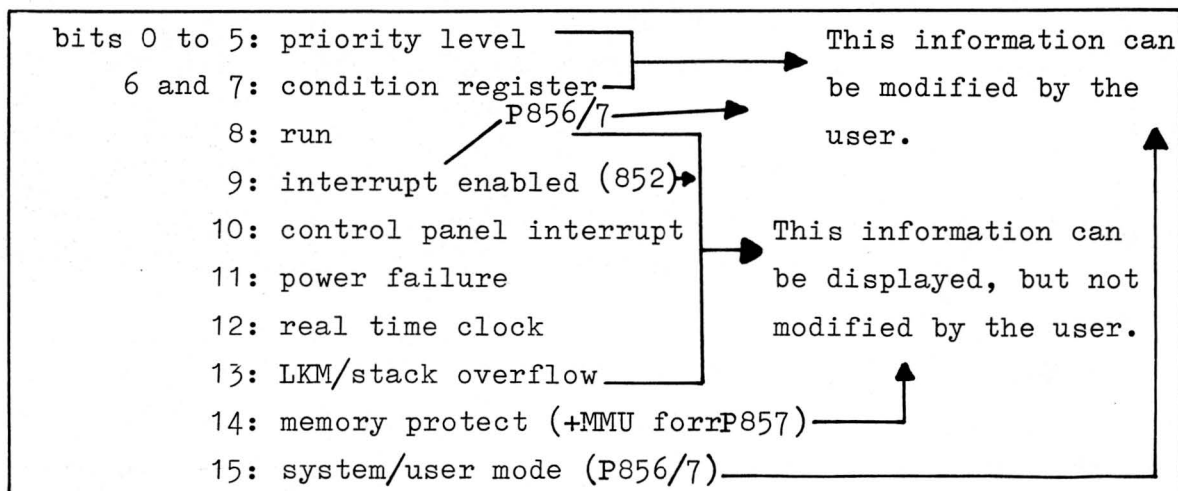 bits 0 to 5: priority level
6 and 7: condition register
This information can
be modified by the
user.
P856/7
8: run
9: interrupt enabled (852)
10: control panel interrupt
11: power failure
12: real time clock
13: LKM/stack overflow
This information can
be displayed, but not
modified by the user.
14: memory protect (+MMU forrP857)
15: system/user mode (P856/7)